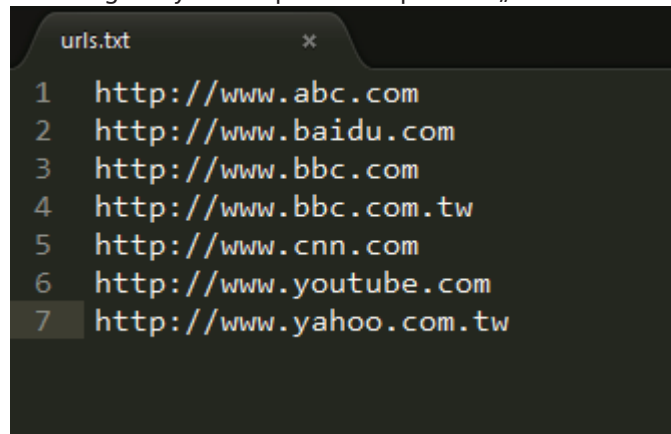 urls.txt ×
1 http://www.abc.com
2 http://www.baidu.com
3 http://www.bbc.com
4 http://www.bbc.com.tw
5 http://www.cnn.com
6 http://www.youtube.com
7 http://www.yahoo.com.tw